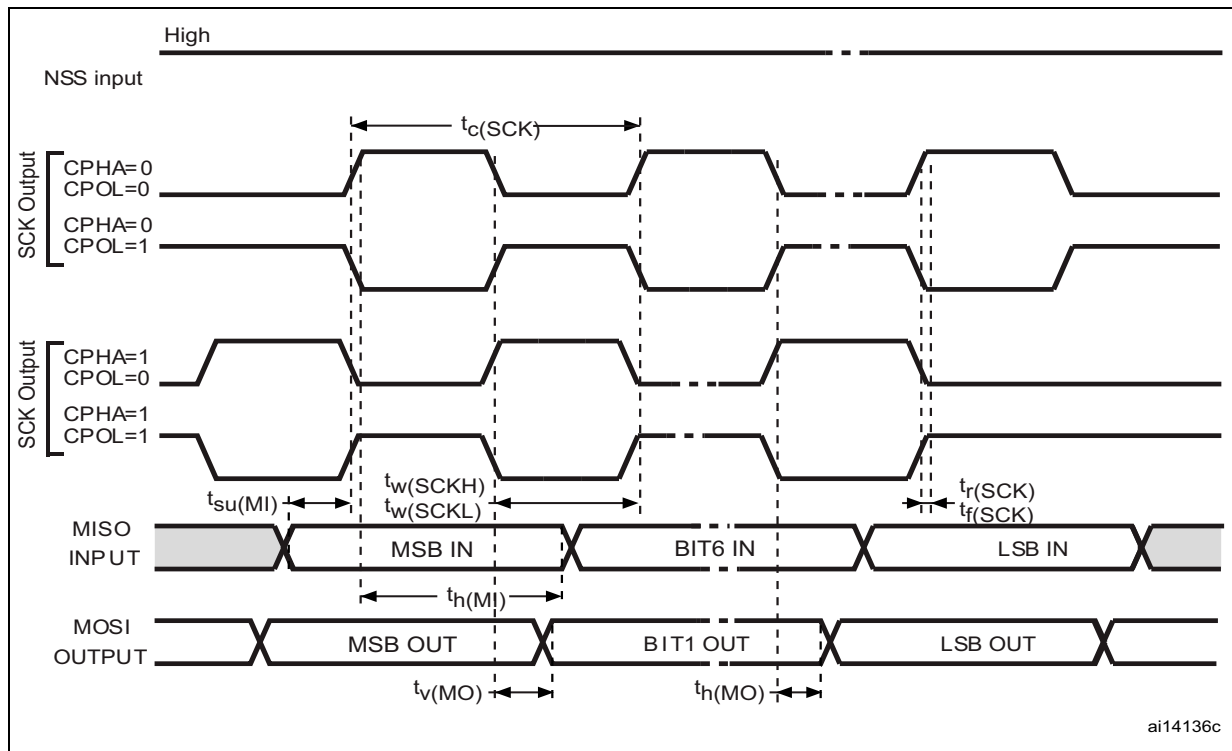 High
NSS input
tc(SCK)
SCK Output
CPHA=0
CPOL=0
CPHA=0
CPOL=1
SCK Output
CPHA=1
CPOL=0
CPHA=1
CPOL=1
tsu(MI)
tw(SCKH)
tw(SCKL)
tr(SCK)
tf(SCK)
MISO
INPUT
MSB IN
BIT6 IN
LSB IN
th(MI)
MOSI
OUTPUT
MSB OUT
BIT1 OUT
LSB OUT
tv(MO)
th(MO)
ai14136c